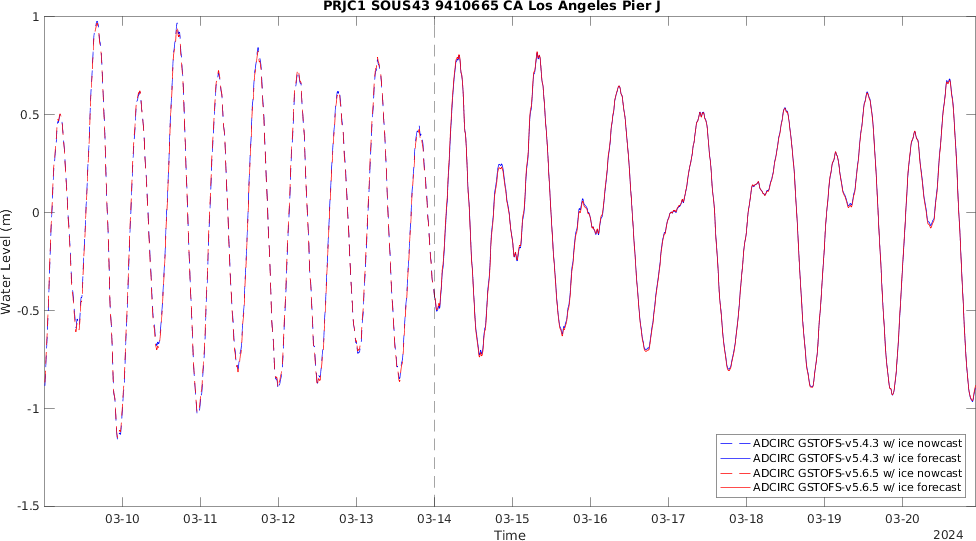 PRJC1 SOUS43 9410665 CA Los Angeles Pier J
Water Level (m)
1
0.5
0
-0.5
-1
-1.5
ADCIRC GSTOFS-v5.4.3 w/ ice nowcast
ADCIRC GSTOFS-v5.4.3 w/ ice forecast
ADCIRC GSTOFS-v5.6.5 w/ ice nowcast
ADCIRC GSTOFS-v5.6.5 w/ ice forecast
03-10 03-11 03-12 03-13 03-14 03-15 03-16 03-17 03-18 03-19 03-20
Time
2024